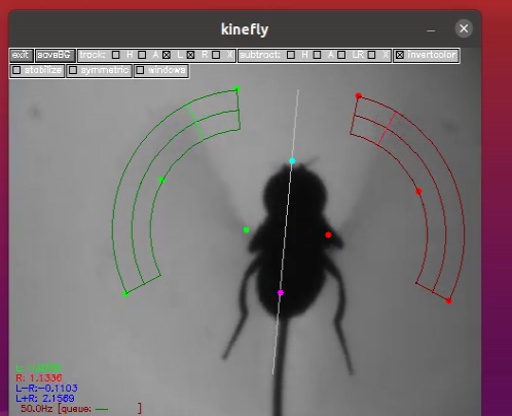 kinefly
exit saveBG track: H A L R X subtract: H A LR X invertcolor
stabilize symmetric windows
R: 1.1336
L-R:-0.1103
L+R: 2.1569
50.0Hz [queue: ]